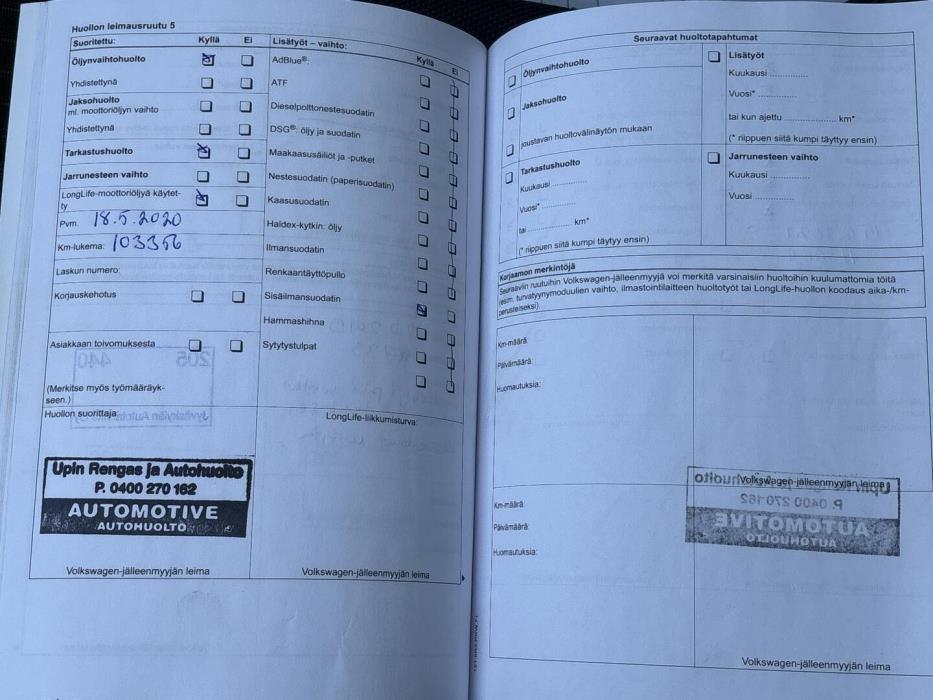 Huollon leimausruutu 5
Suoritettu: Kyllä Ei
Öljynvaihtohuolto
Yhdistettynä
Jaksohuolto
ml. moottoriöljyn vaihto
Yhdistettynä
Tarkastushuolto
Jarrunesteen vaihto
LongLife-moottoriöljyä käytet-
ty
Pvm. 18.5.2020
Km-lukema: 103356
Laskun numero:
Korjauskehotus
Asiakkaan toivomuksesta
(Merkitse myös työmääräyk-
seen.)
Huollon suorittaja:
Upin Rengas ja Autohuolto
P. 0400 270 162
AUTOMOTIVE
AUTOHUOLTO
Volkswagen-jälleenmyyjän leima
Lisätyöt – vaihto: Kyllä Ei
AdBlue®:
ATF
Dieselpolttonestesuodatin
DSG®: öljy ja suodatin
Maakaasusäiliöt ja -putket
Nestesuodatin (paperisuodatin)
Kaasusuodatin
Haldex-kytkin: öljy
Ilmansuodatin
Renkaantäyttöpullo
Sisäilmansuodatin
Hammashihna
Sytytystulpat
LongLife-liikkumisturva:
Volkswagen-jälleenmyyjän leima
Seuraavat huoltotapahtumat
Öljynvaihtohuolto
Jaksohuolto
joustavan huoltovälinäytön mukaan
Tarkastushuolto
Kuukausi ............
Vuosi* ............
tai ............ km*
(* riippuen siitä kumpi täytyy ensin)
Lisätyöt
Kuukausi ............
Vuosi* ............
tai kun ajettu ............ km*
(* riippuen siitä kumpi täyttyy ensin)
Jarrunesteen vaihto
Kuukausi ............
Vuosi ............
Korjaamon merkintöjä
Seuraaviin ruutuihin Volkswagen-jälleenmyyjä voi merkitä varsinaisiin huoltoihin kuulumattomia töitä
(esim. turvatyynymoduulien vaihto, ilmastointilaitteen huoltotyöt tai LongLife-huollon koodaus aika-/km-
perusteiseksi).
Km-määrä:
Päivämäärä:
Huomautuksia:
Volkswagen-jälleenmyyjän leima
Km-määrä:
Päivämäärä:
Huomautuksia:
Volkswagen-jälleenmyyjän leima